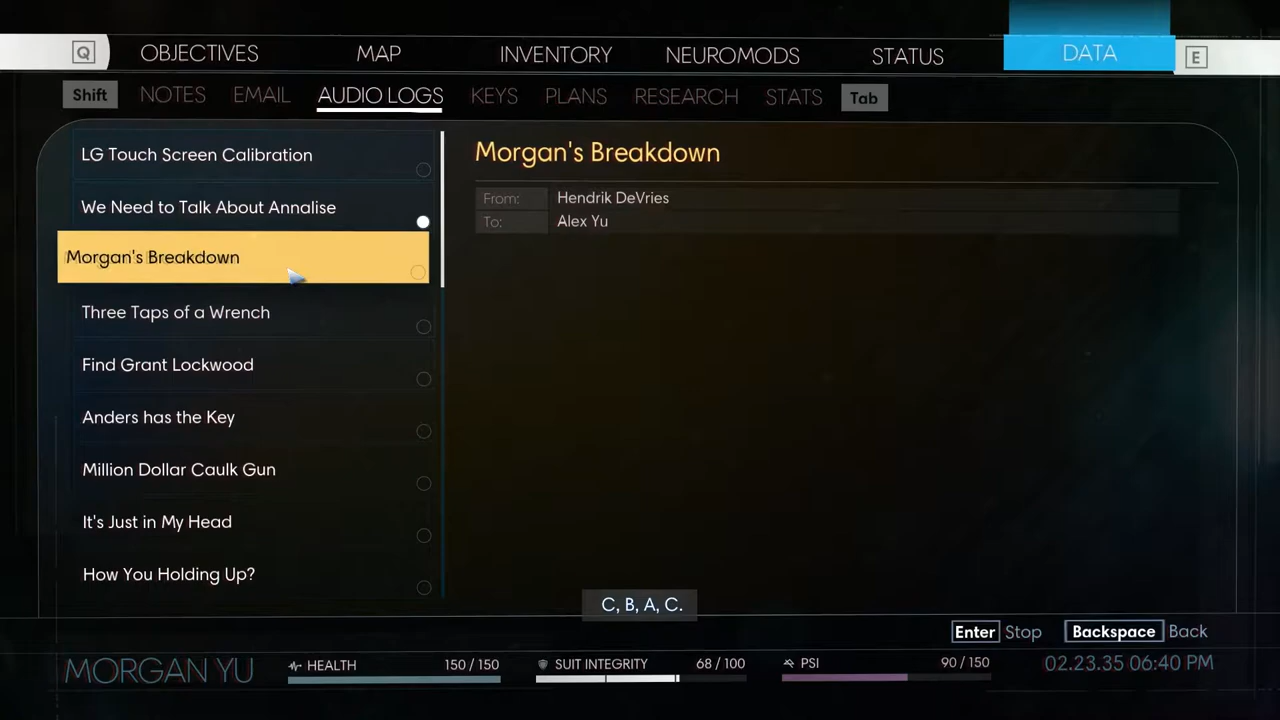 Q OBJECTIVES MAP INVENTORY NEUROMODS STATUS DATA E
Shift NOTES EMAIL AUDIO LOGS KEYS PLANS RESEARCH STATS Tab
LG Touch Screen Calibration
We Need to Talk About Annalise
Morgan's Breakdown
Three Taps of a Wrench
Find Grant Lockwood
Anders has the Key
Million Dollar Caulk Gun
It's Just in My Head
How You Holding Up?
Morgan's Breakdown
From: Hendrik DeVries
To: Alex Yu
C, B, A, C.
Enter Stop Backspace Back
MORGAN YU HEALTH 150 / 150 SUIT INTEGRITY 68 / 100 PSI 90 / 150 02.23.35 06:40 PM